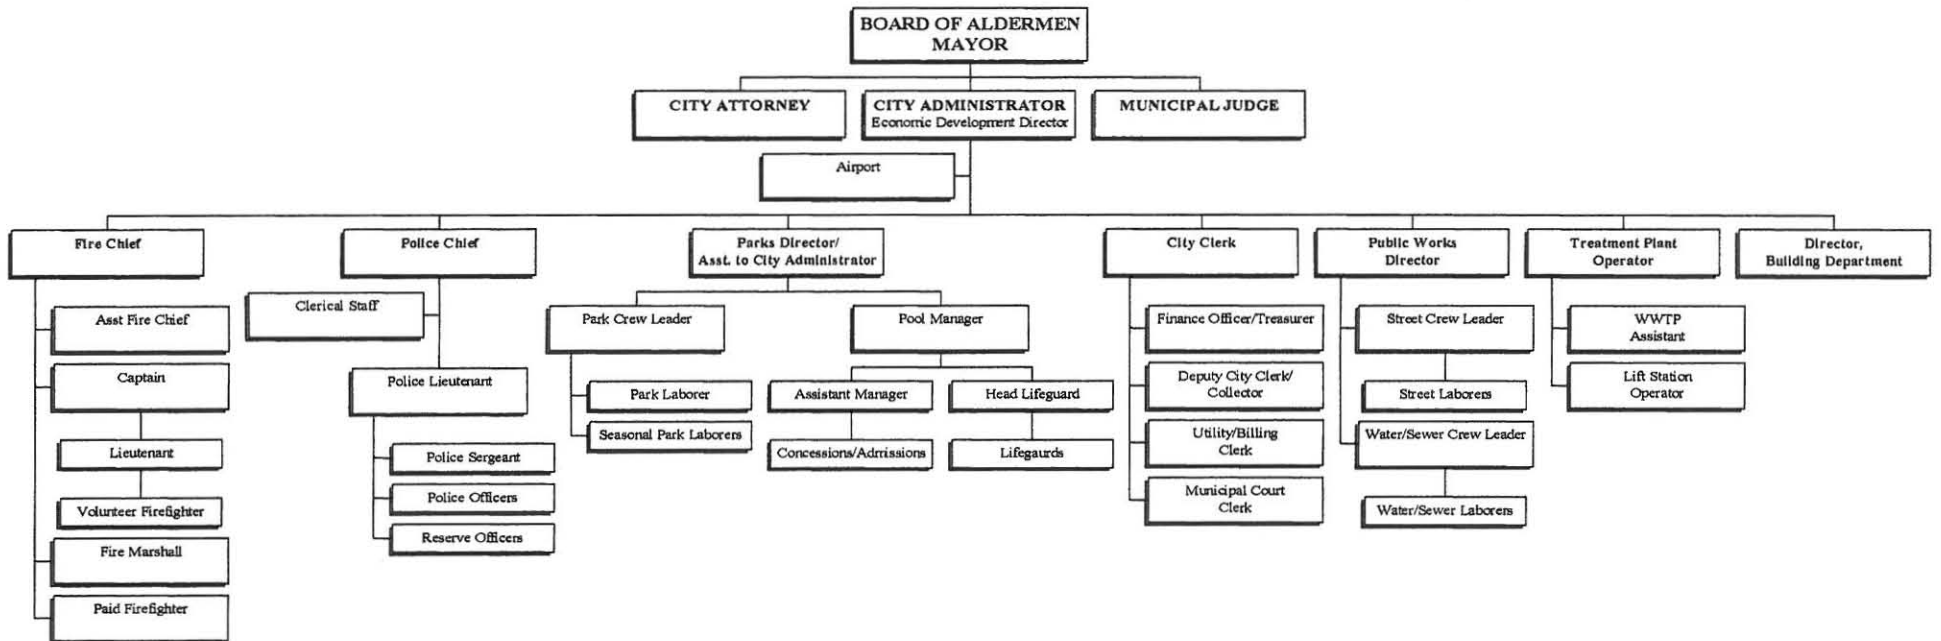 BOARD OF ALDERMEN
MAYOR
CITY ATTORNEY
CITY ADMINISTRATOR
Economic Development Director
MUNICIPAL JUDGE
Airport
Fire Chief
Asst Fire Chief
Captain
Lieutenant
Volunteer Firefighter
Fire Marshall
Paid Firefighter
Police Chief
Clerical Staff
Police Lieutenant
Police Sergeant
Police Officers
Reserve Officers
Parks Director/
Asst. to City Administrator
Park Crew Leader
Park Laborer
Seasonal Park Laborers
Pool Manager
Assistant Manager
Concessions/Admissions
Head Lifeguard
Lifegaurds
City Clerk
Finance Officer/Treasurer
Deputy City Clerk/
Collector
Utility/Billing
Clerk
Municipal Court
Clerk
Public Works
Director
Street Crew Leader
Street Laborers
Water/Sewer Crew Leader
Water/Sewer Laborers
Treatment Plant
Operator
WWTP
Assistant
Lift Station
Operator
Director,
Building Department